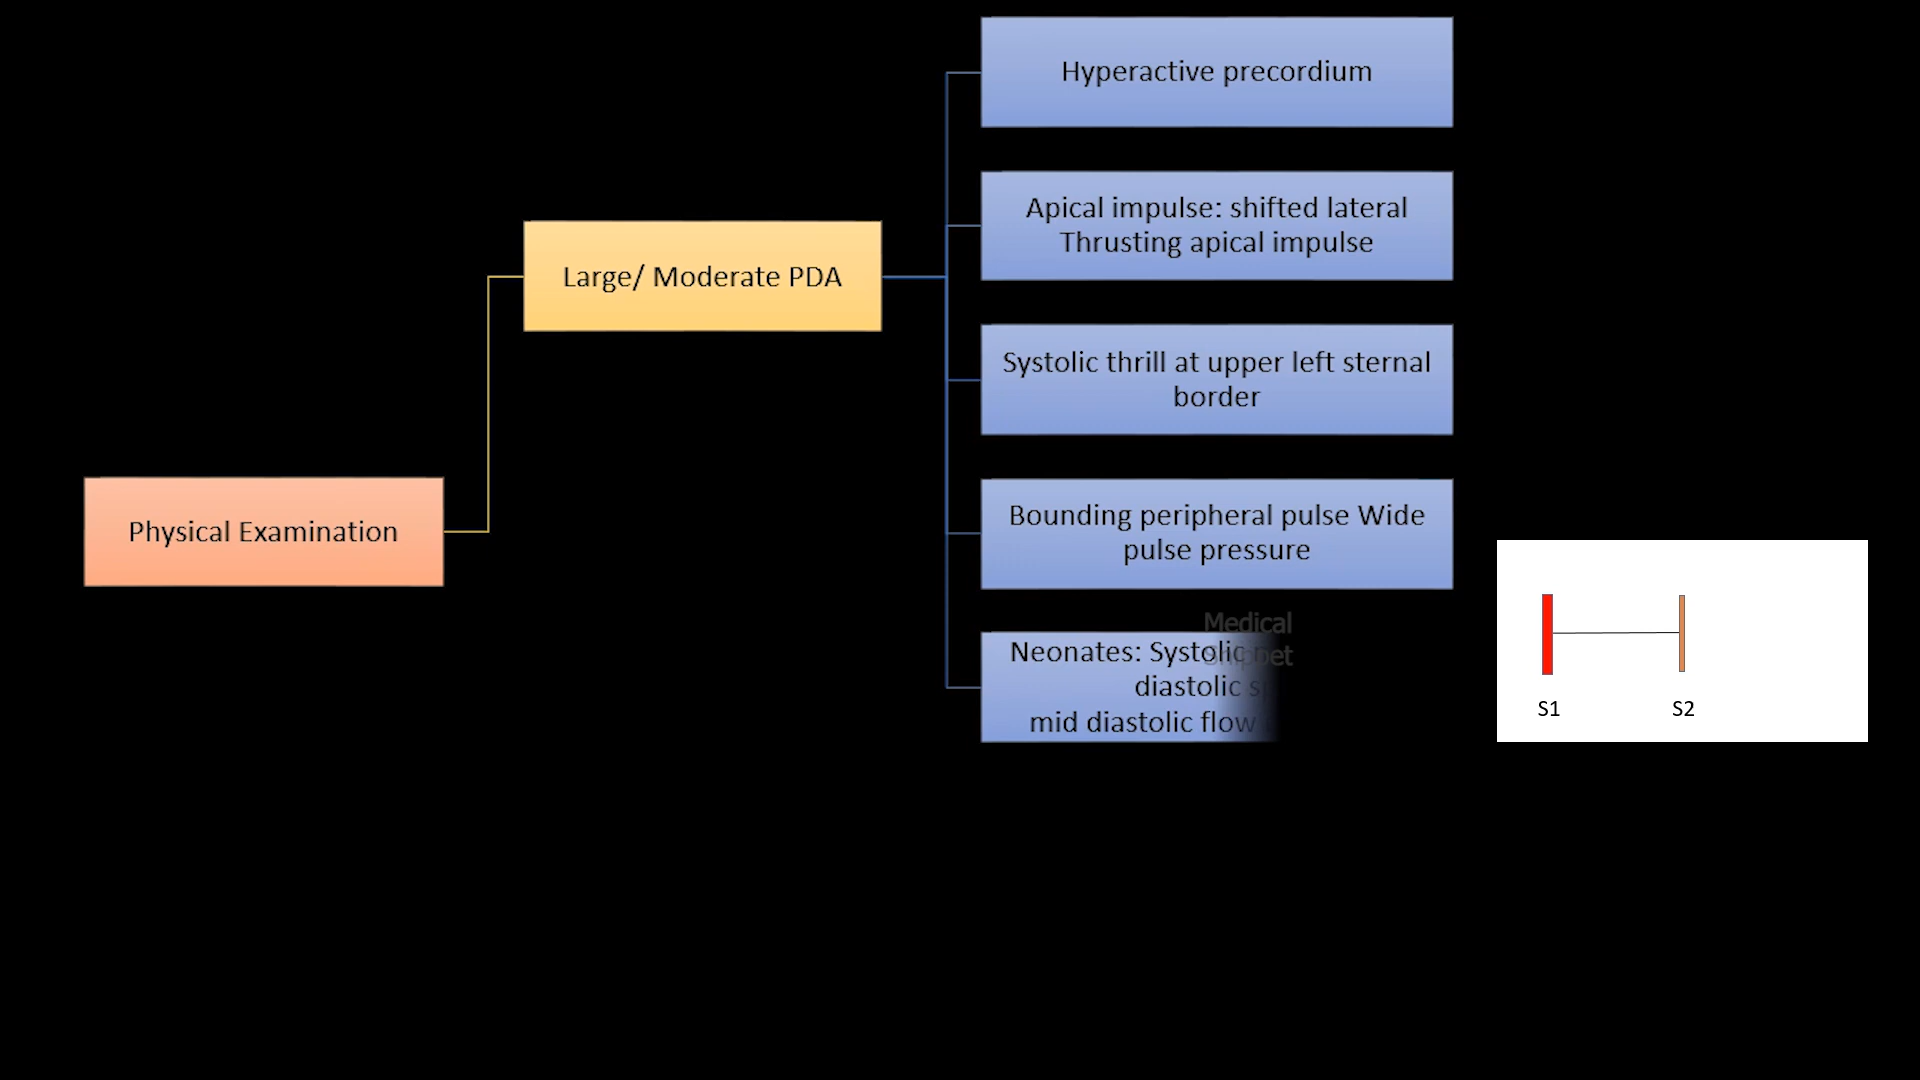 Hyperactive precordium
Apical impulse: shifted lateral
Thrusting apical impulse
Large/ Moderate PDA
Systolic thrill at upper left sternal
border
Physical Examination
Bounding peripheral pulse Wide
pulse pressure
Medical
Snippet
Neonates: Systolic
diastolic
mid diastolic flow
S1
S2